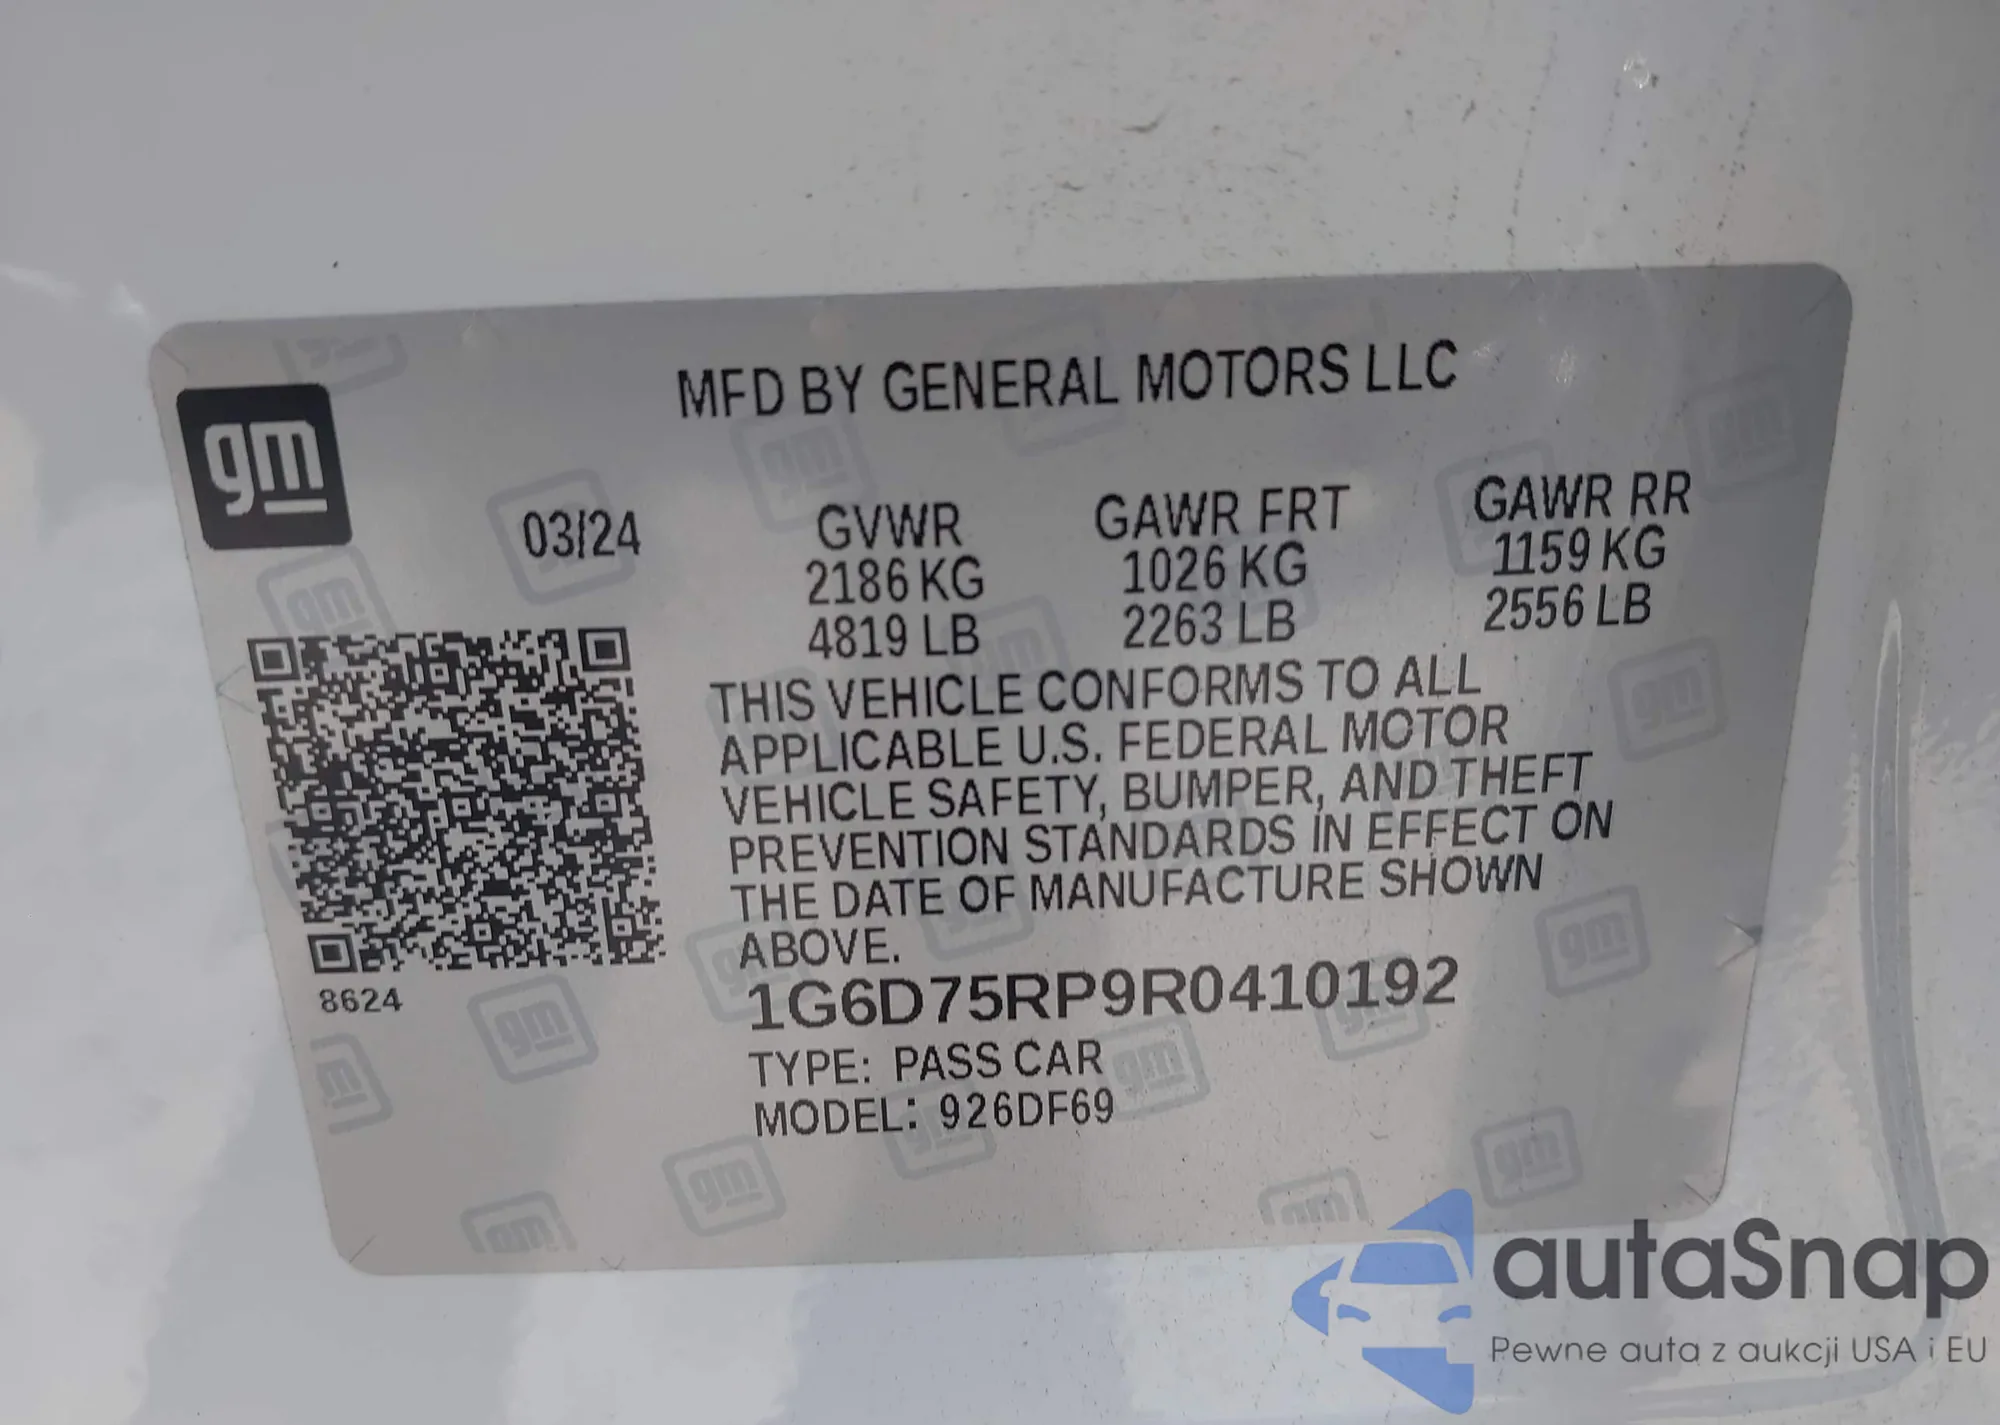 MFD BY GENERAL MOTORS LLC
gm
03/24
GVWR GAWR FRT GAWR RR
2186 KG 1026 KG 1159 KG
4819 LB 2263 LB 2556 LB
THIS VEHICLE CONFORMS TO ALL
APPLICABLE U.S. FEDERAL MOTOR
VEHICLE SAFETY, BUMPER, AND THEFT
PREVENTION STANDARDS IN EFFECT ON
THE DATE OF MANUFACTURE SHOWN
ABOVE.
8624
1G6D75RP9R0410192
TYPE: PASS CAR
MODEL: 926DF69
autaSnap
Pewne auta z aukcji USA i EU